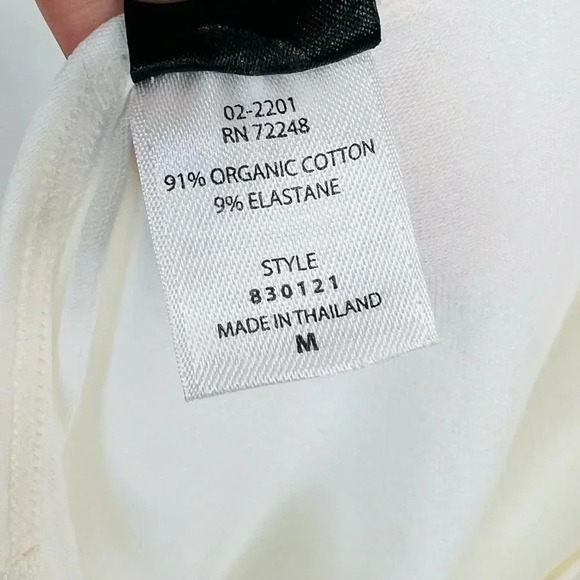 02-2201
RN 72248
91% ORGANIC COTTON
9% ELASTANE
STYLE
830121
MADE IN THAILAND
M